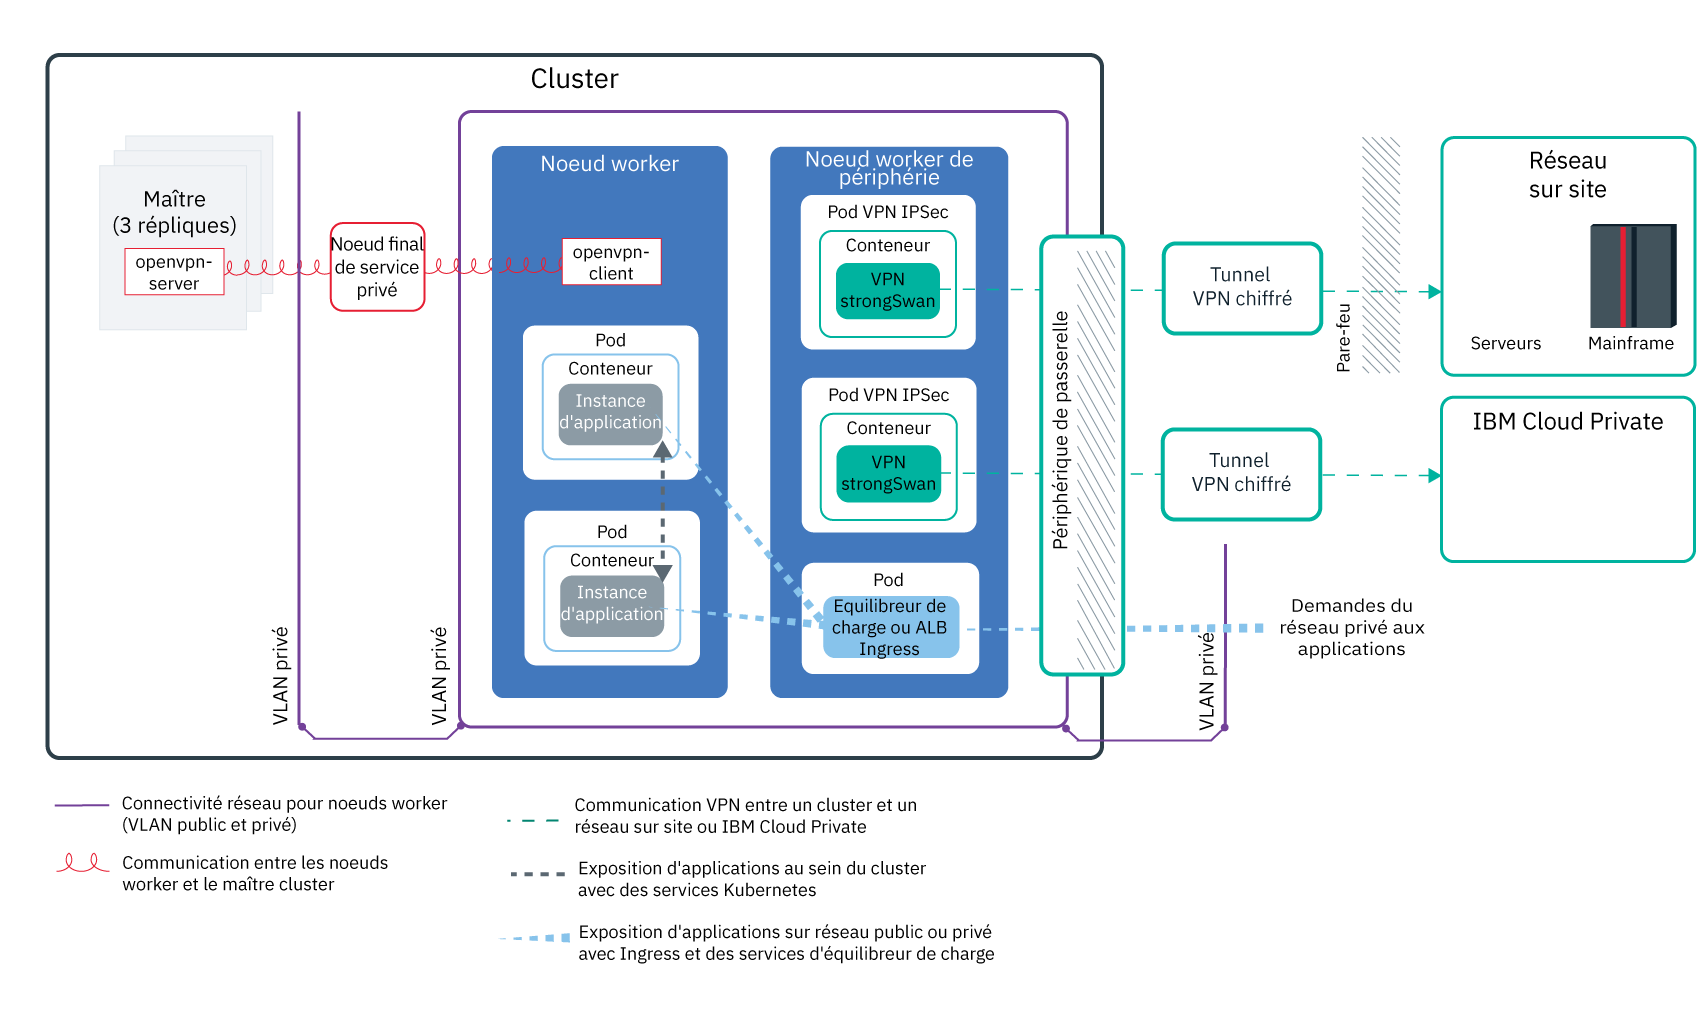 Cluster
Maître
(3 répliques)
openvpn-
server
Noeud final
de service
privé
VLAN privé
VLAN privé
Noeud worker
openvpn-
client
Pod
Conteneur
Instance
d'application
Pod
Conteneur
Instance
d'application
Noeud worker de
périphérie
Pod VPN IPSec
Conteneur
VPN
strongSwan
Pod VPN IPSec
Conteneur
VPN
strongSwan
Pod
Equilibreur de
charge ou ALB
Ingress
Périphérique de passerelle
Tunnel
VPN chiffré
Pare-feu
Réseau
sur site
Serveurs
Mainframe
Tunnel
VPN chiffré
IBM Cloud Private
VLAN privé
Demandes du
réseau privé aux
applications
Connectivité réseau pour noeuds worker
(VLAN public et privé)
Communication entre les noeuds
worker et le maître cluster
Communication VPN entre un cluster et un
réseau sur site ou IBM Cloud Private
Exposition d'applications au sein du cluster
avec des services Kubernetes
Exposition d'applications sur réseau public ou privé
avec Ingress et des services d'équilibreur de charge